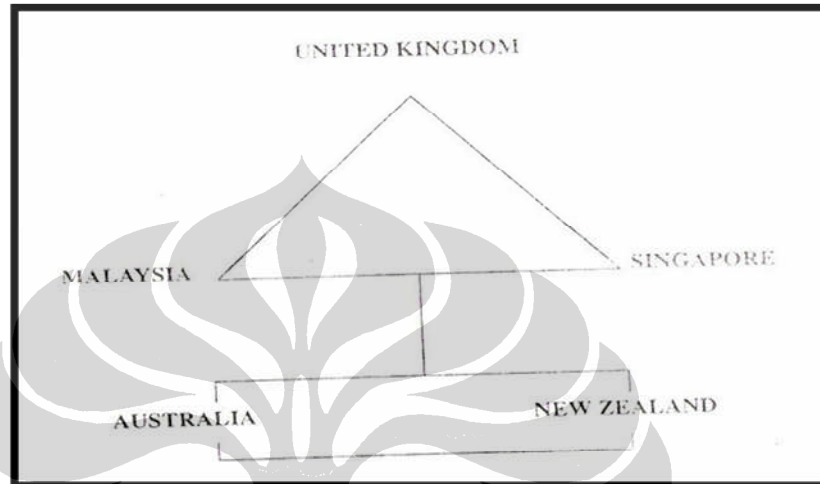 UNITED KINGDOM
MALAYSIA
SINGAPORE
AUSTRALIA
NEW ZEALAND